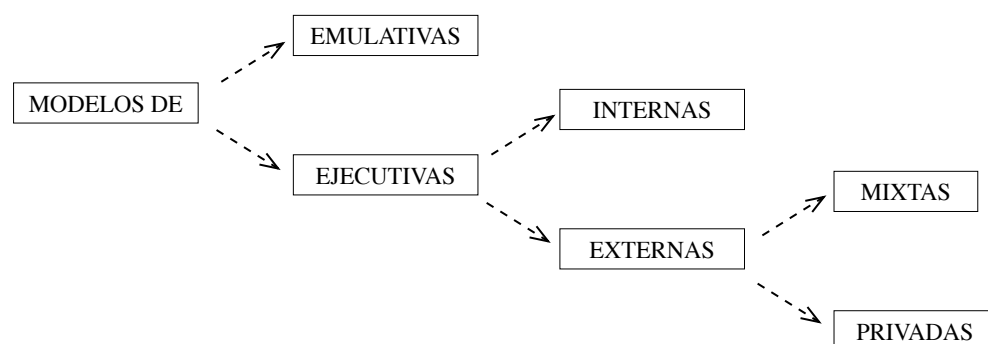 EMULATIVAS
MODELOS DE
INTERNAS
EJECUTIVAS
MIXTAS
EXTERNAS
PRIVADAS